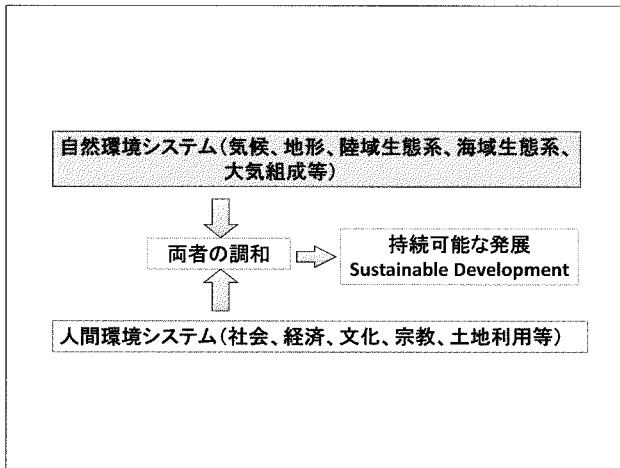 自然環境システム(気候、地形、陸域生態系、海域生態系、
大気組成等)
両者の調和
持続可能な発展
Sustainable Development
人間環境システム(社会、経済、文化、宗教、土地利用等)